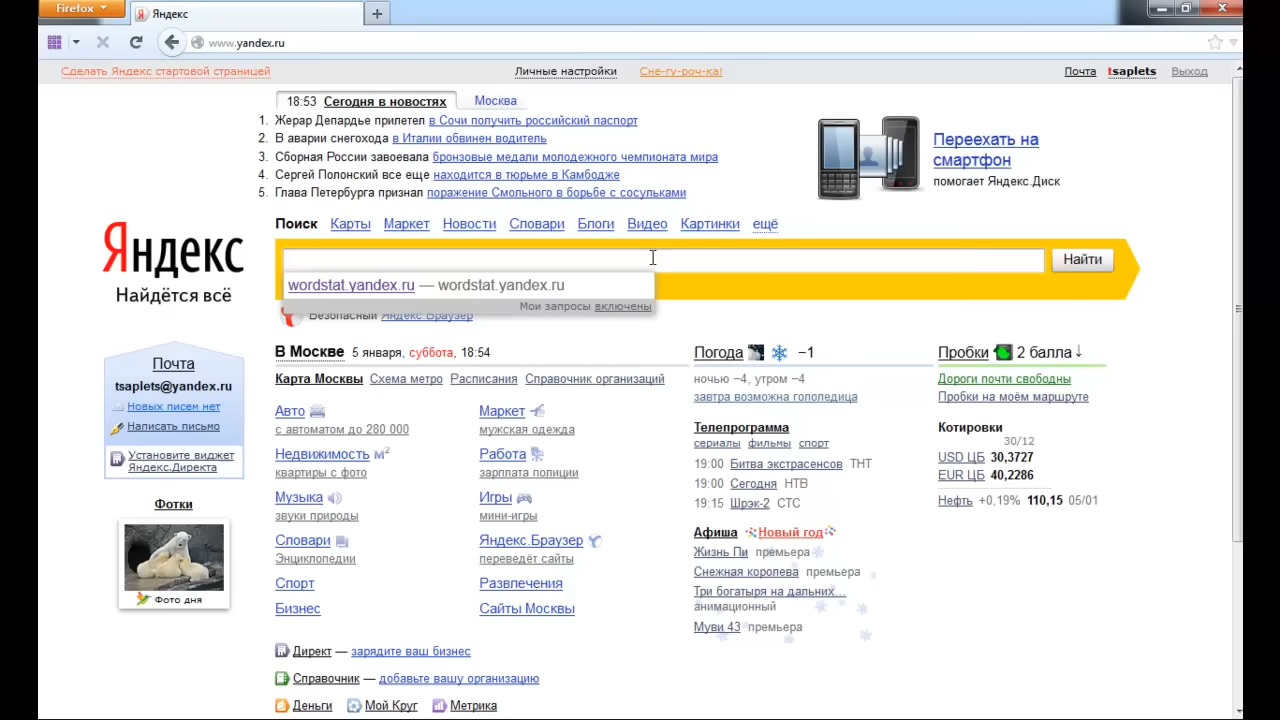 Firefox
Яндекс
www.yandex.ru
Сделать Яндекс стартовой страницей
Личные настройки
Сне-гу-роч-ка!
Почта tsaplets Выход
18:53 Сегодня в новостях Москва
1. Жерар Депардье прилетел в Сочи получить российский паспорт
2. В аварии снегохода в Италии обвинен водитель
3. Сборная России завоевала бронзовые медали молодежного чемпионата мира
4. Сергей Полонский все еще находится в тюрьме в Камбодже
5. Глава Петербурга признал поражение Смольного в борьбе с сосульками
Переехать на
смартфон
помогает Яндекс.Диск
Поиск Карты Маркет Новости Словари Блоги Видео Картинки ещё
Яндекс
Найдётся всё
Найти
wordstat.yandex.ru — wordstat.yandex.ru
Мои запросы включены
Безопасный Яндекс.Браузер
Почта
tsaplets@yandex.ru
Новых писем нет
Написать письмо
Установите виджет
Яндекс.Директа
Фотки
Фото дня
В Москве 5 января, суббота, 18:54
Карта Москвы Схема метро Расписания Справочник организаций
Авто
с автоматом до 280 000
Недвижимость м²
квартиры с фото
Музыка
звуки природы
Словари
Энциклопедии
Спорт
Бизнес
Маркет
мужская одежда
Работа
зарплата полиции
Игры
мини-игры
Яндекс.Браузер
переведёт сайты
Развлечения
Сайты Москвы
Директ — зарядите ваш бизнес
Справочник — добавьте вашу организацию
Деньги Мой Круг Метрика
Погода −1
ночью −4, утром −4
завтра возможна гололедица
Телепрограмма
сериалы фильмы спорт
19:00 Битва экстрасенсов ТНТ
19:00 Сегодня НТВ
19:15 Шрэк-2 СТС
Афиша Новый год
Жизнь Пи премьера
Снежная королева премьера
Три богатыря на дальних...
анимационный
Муви 43 премьера
Пробки 2 балла↓
Дороги почти свободны
Пробки на моём маршруте
Котировки
30/12
USD ЦБ 30,3727
EUR ЦБ 40,2286
Нефть +0,19% 110,15 05/01